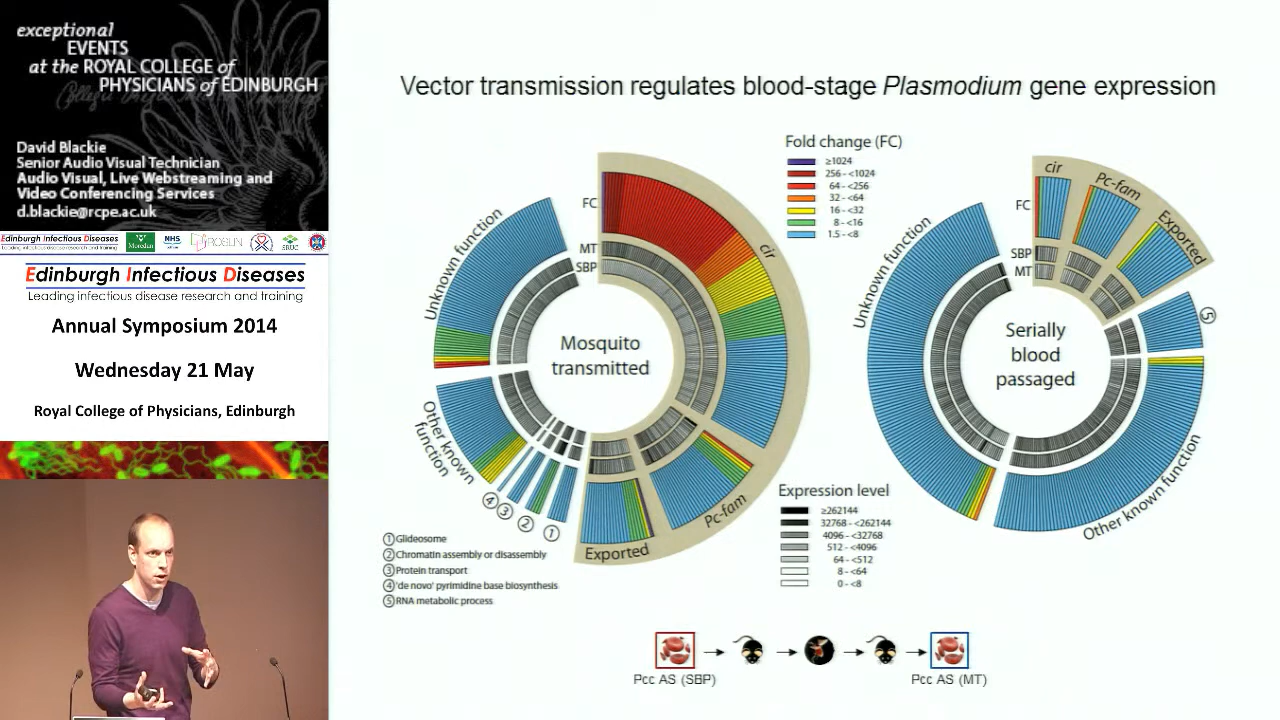 exceptional
EVENTS
at the ROYAL COLLEGE of
PHYSICIANS of EDINBURGH
David Blackie
Senior Audio Visual Technician
Audio Visual, Live Webstreaming and
Video Conferencing Services
d.blackie@rcpe.ac.uk
Edinburgh Infectious Diseases
Moredun
NHS
ROSLIN
SRUC
Edinburgh Infectious Diseases
Leading infectious disease research and training
Annual Symposium 2014
Wednesday 21 May
Royal College of Physicians, Edinburgh
Vector transmission regulates blood-stage Plasmodium gene expression
Unknown function
FC
MT
SBP
cir
Mosquito
transmitted
Other known
function
④
③
②
①
Exported
Pc-fam
① Glideosome
② Chromatin assembly or disassembly
③ Protein transport
④ 'de novo' pyrimidine base biosynthesis
⑤ RNA metabolic process
Fold change (FC)
≥1024
256 - <1024
64 - <256
32 - <64
16 - <32
8 - <16
1.5 - <8
Expression level
≥262144
32768 - <262144
4096 - <32768
512 - <4096
64 - <512
8 - <64
0 - <8
Unknown function
FC
SBP
MT
cir
Pc-fam
Exported
⑤
Serially
blood
passaged
Other known function
Pcc AS (SBP)
Pcc AS (MT)